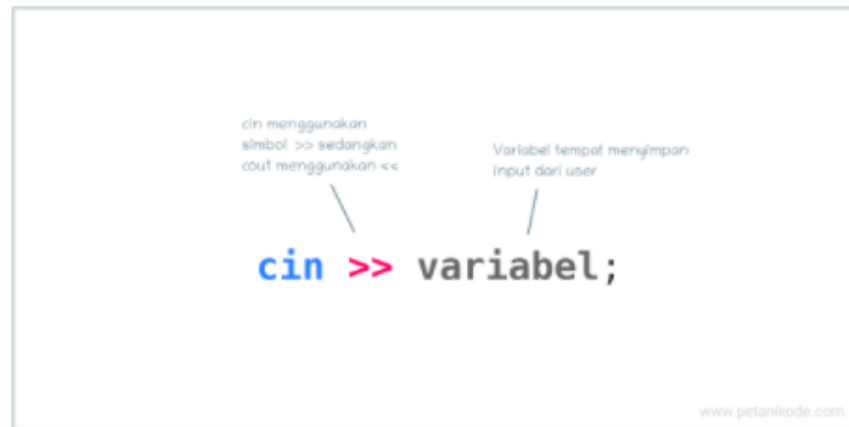 cin menggunakan
simbol >> sedangkan
cout menggunakan <<
Variabel tempat menyimpan
input dari user
cin >> variabel;
www.petanikode.com